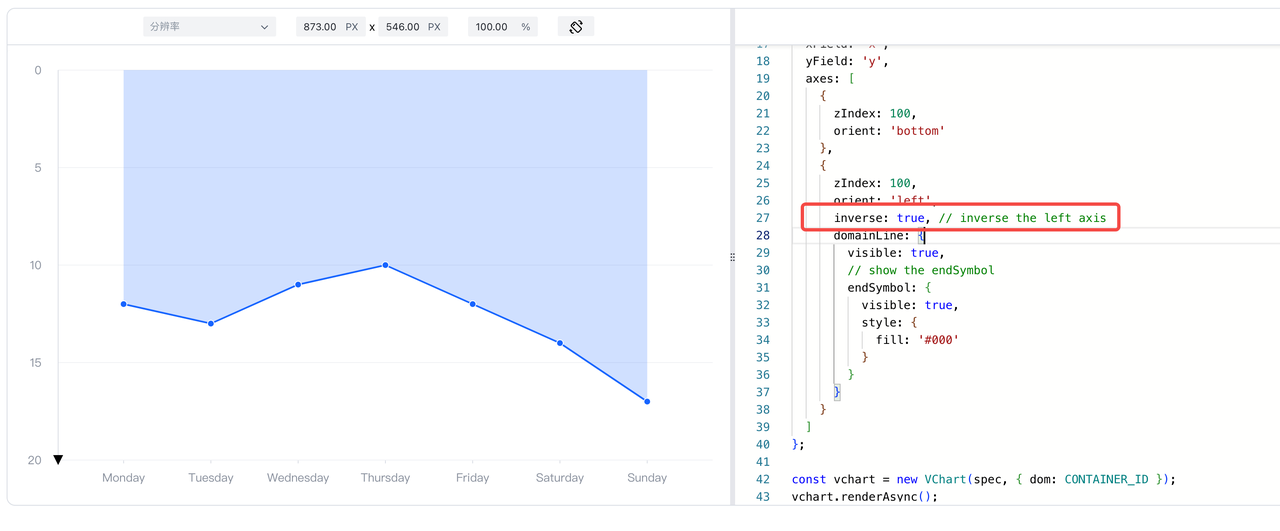 分辨率 873.00 PX x 546.00 PX 100.00 %
0
5
10
15
20
Monday Tuesday Wednesday Thursday Friday Saturday Sunday
18 yField: 'y',
19 axes: [
20 {
21 zIndex: 100,
22 orient: 'bottom'
23 },
24 {
25 zIndex: 100,
26 orient: 'left',
27 inverse: true, // inverse the left axis
28 domainLine: {
29 visible: true,
30 // show the endSymbol
31 endSymbol: {
32 visible: true,
33 style: {
34 fill: '#000'
35 }
36 }
37 }
38 }
39 ]
40 };
41
42 const vchart = new VChart(spec, { dom: CONTAINER_ID });
43 vchart.renderAsync();